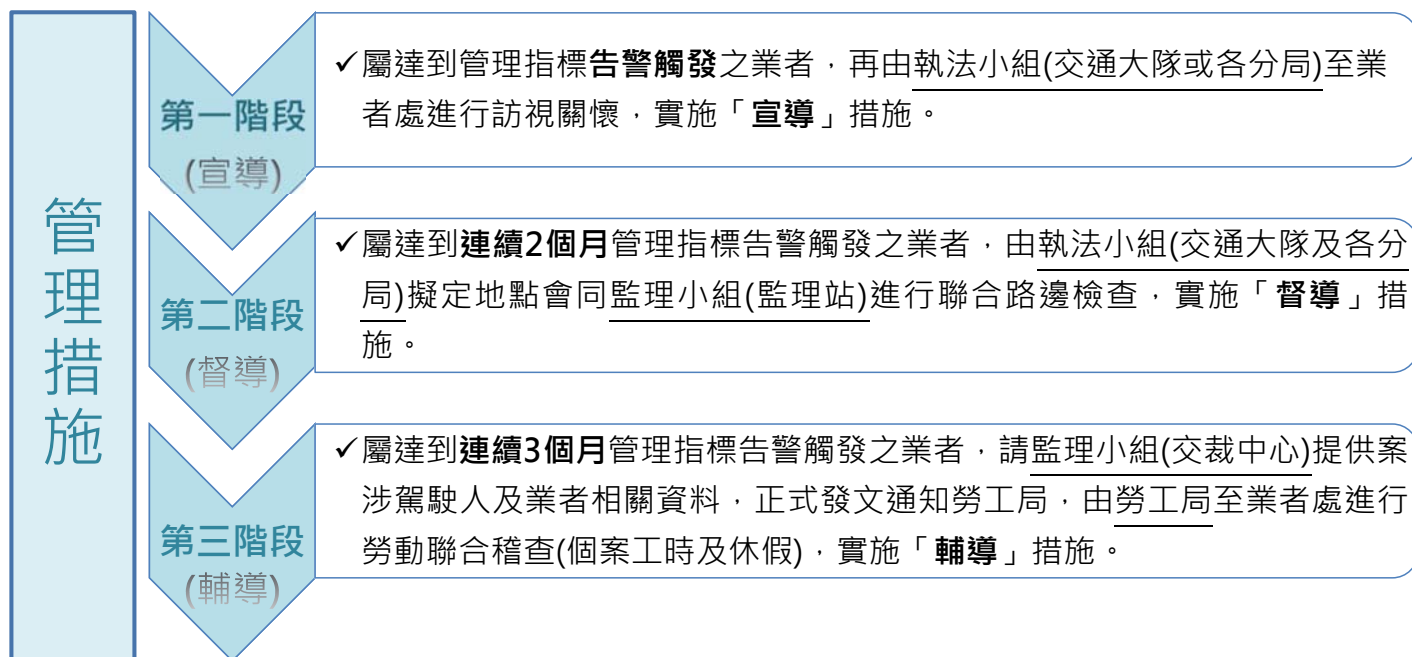 管理措施
第一階段
(宣導)
✓屬達到管理指標告警觸發之業者，再由執法小組(交通大隊或各分局)至業
者處進行訪視關懷，實施「宣導」措施。
第二階段
(督導)
✓屬達到連續2個月管理指標告警觸發之業者，由執法小組(交通大隊及各分
局)擬定地點會同監理小組(監理站)進行聯合路邊檢查，實施「督導」措
施。
第三階段
(輔導)
✓屬達到連續3個月管理指標告警觸發之業者，請監理小組(交裁中心)提供案
涉駕駛人及業者相關資料，正式發文通知勞工局，由勞工局至業者處進行
勞動聯合稽查(個案工時及休假)，實施「輔導」措施。